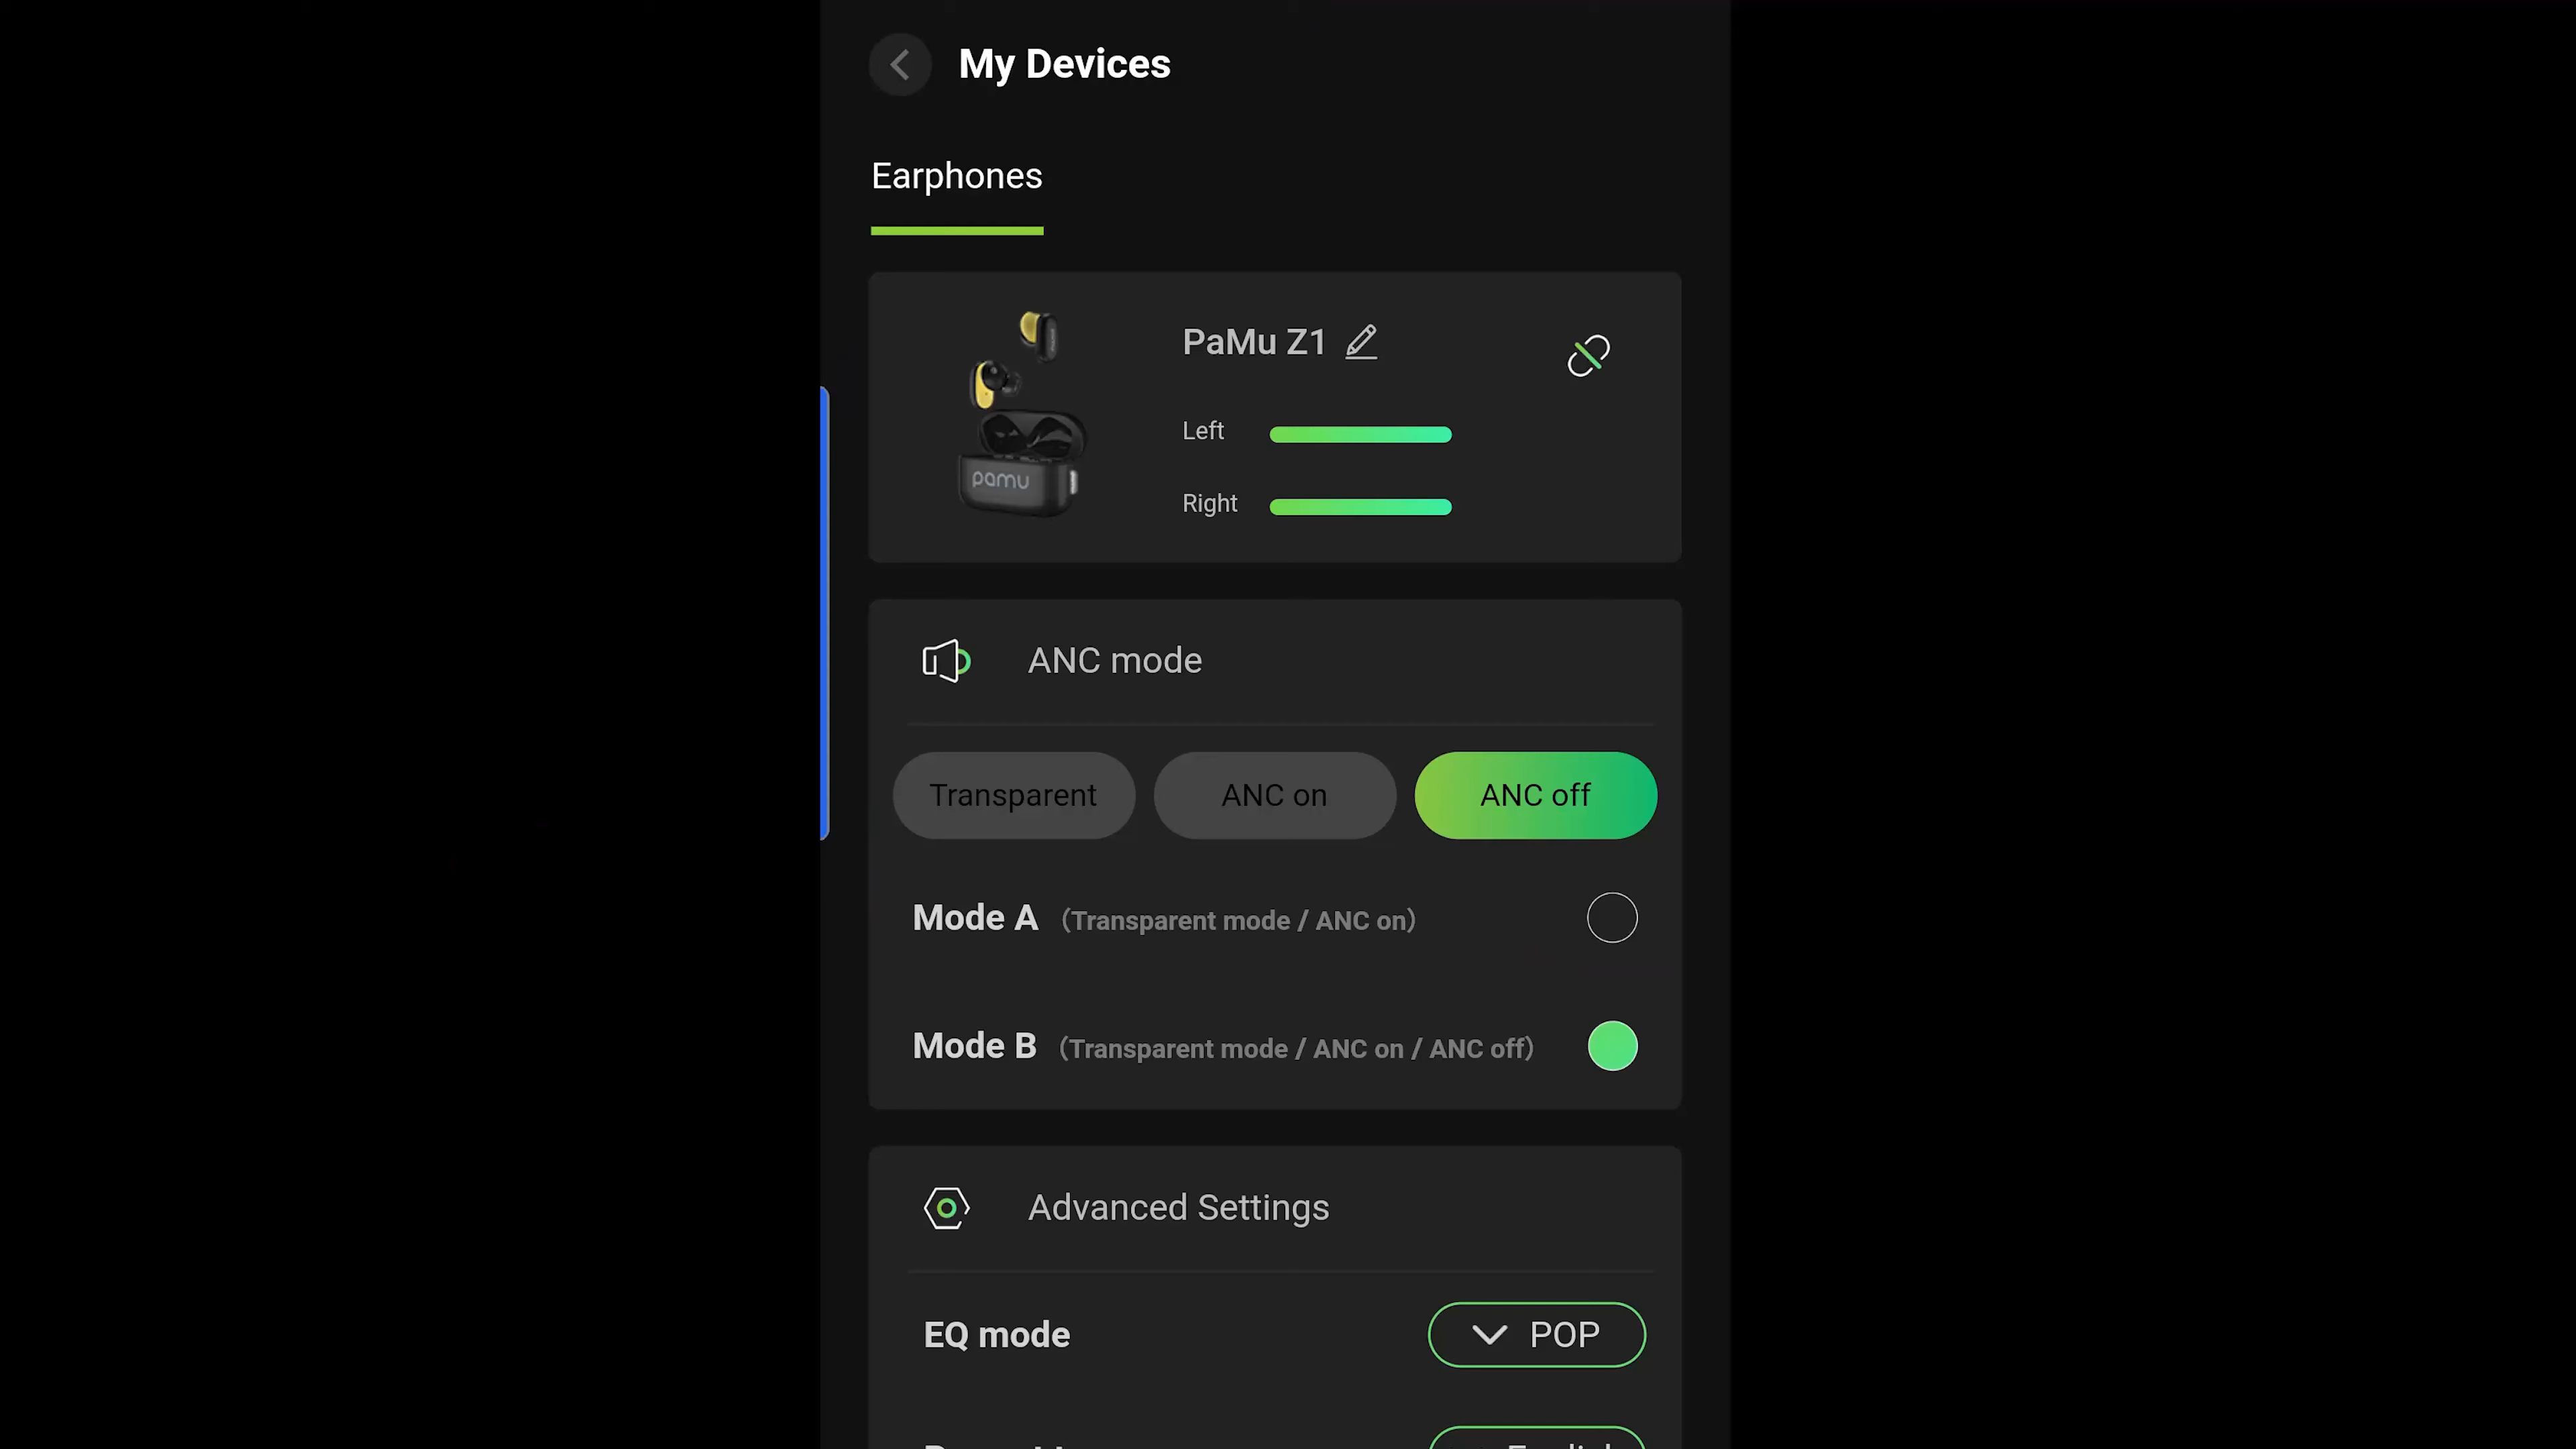 My Devices
Earphones
PaMu Z1
pamu
Left
Right
ANC mode
Transparent
ANC on
ANC off
Mode A (Transparent mode / ANC on)
Mode B (Transparent mode / ANC on / ANC off)
Advanced Settings
EQ mode
POP